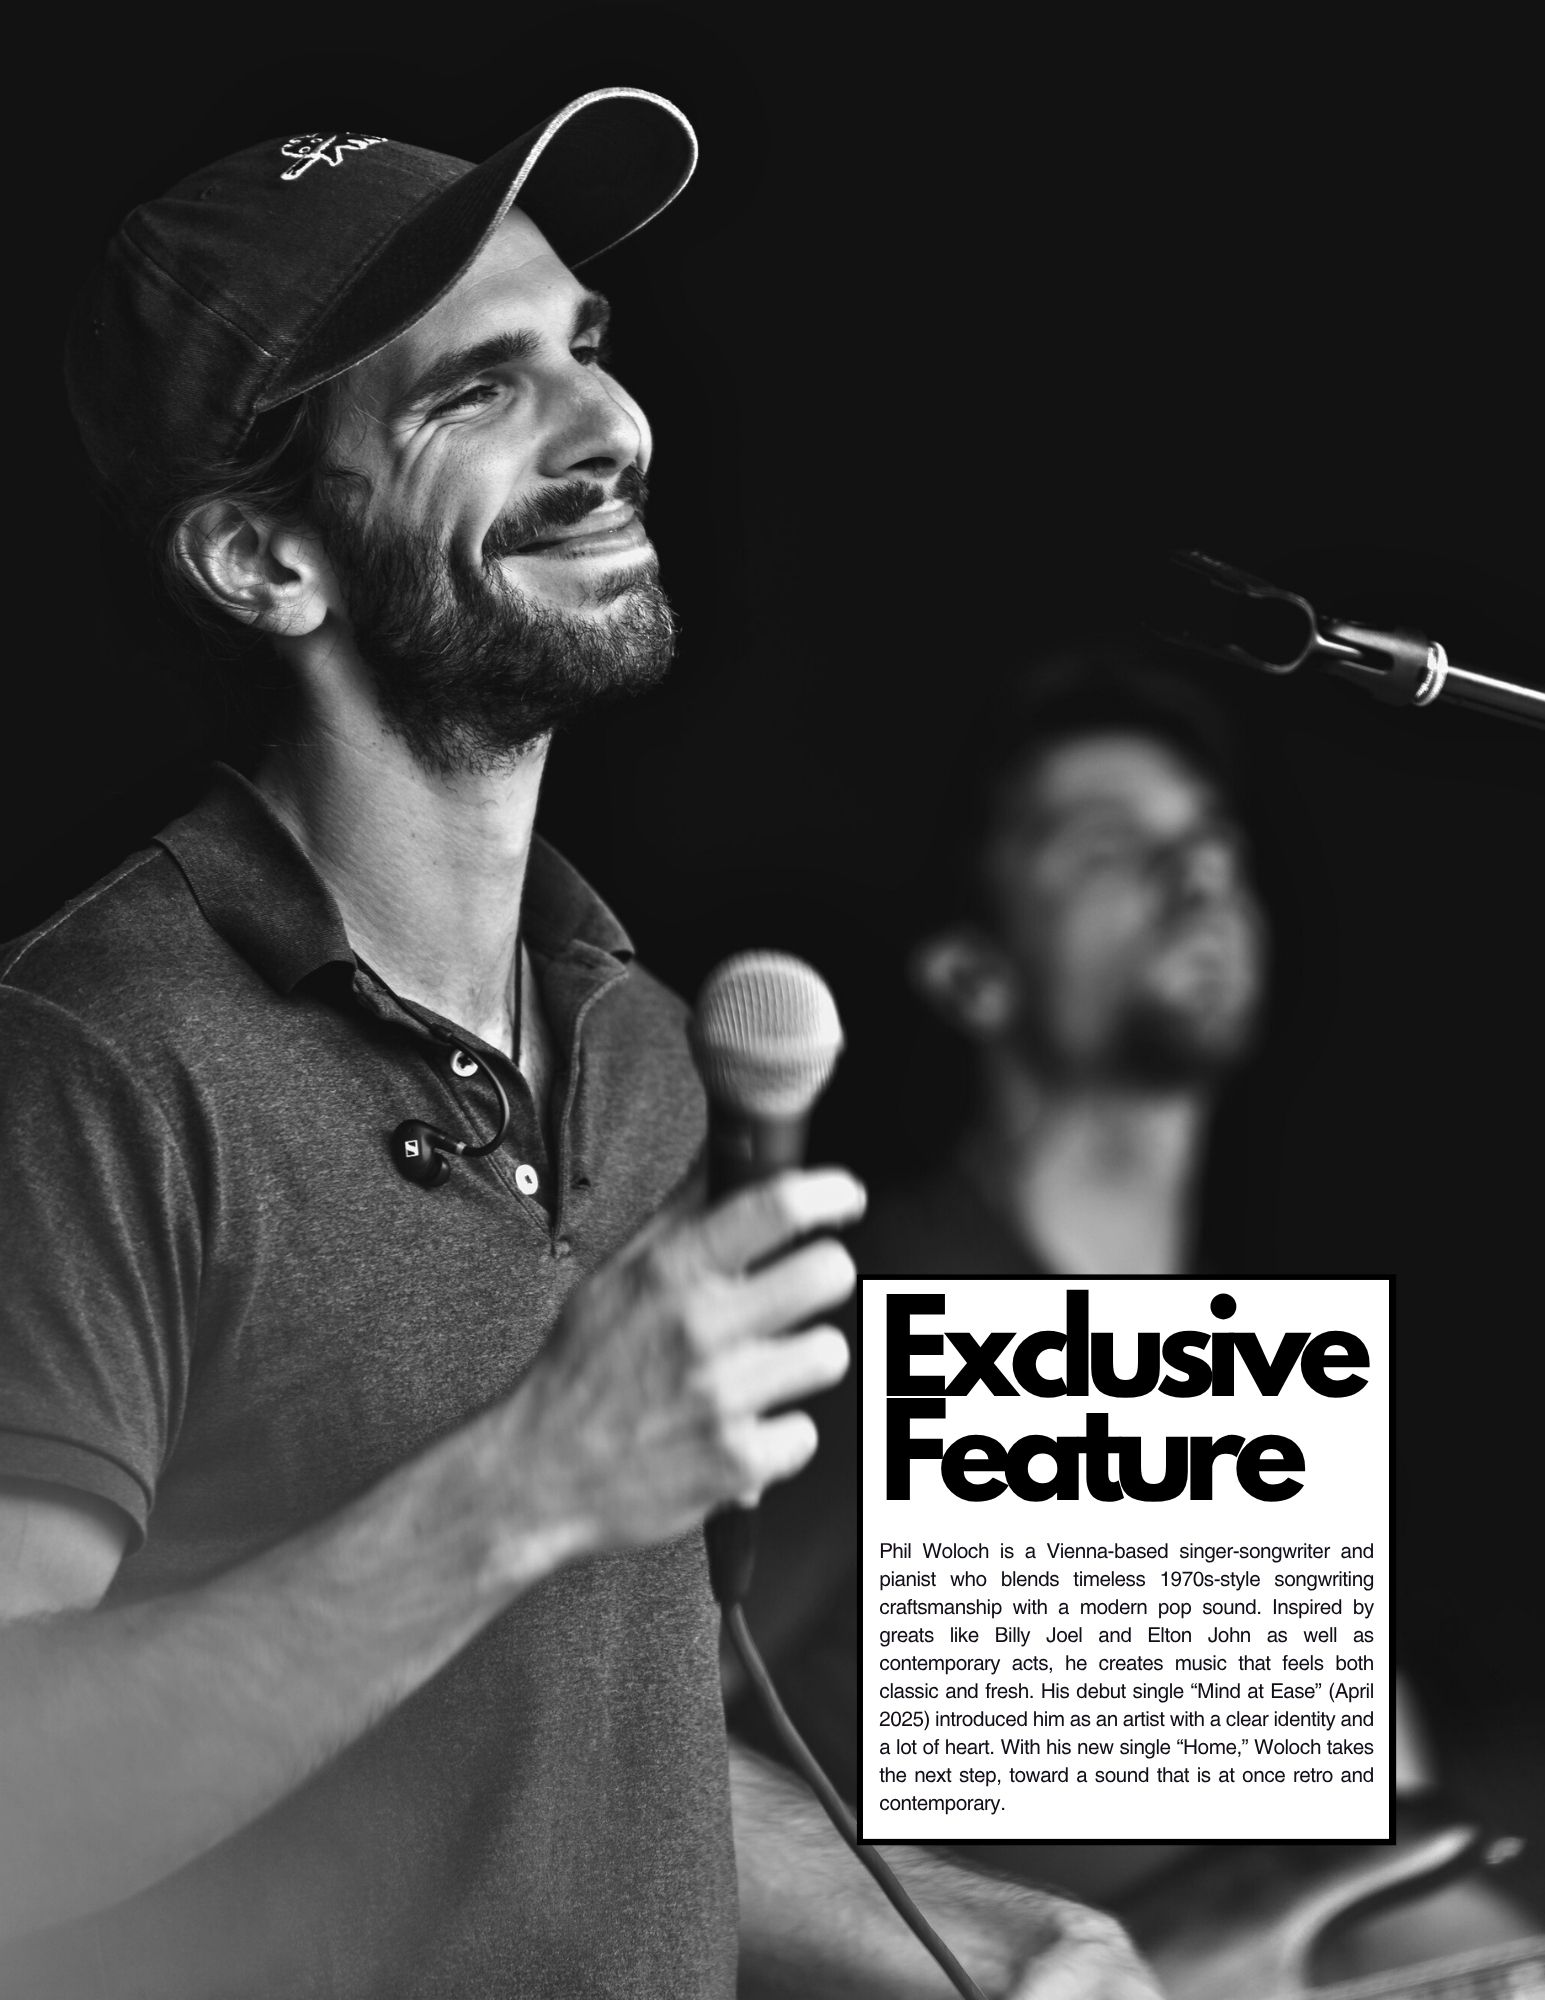 Exclusive
Feature
Phil Woloch is a Vienna-based singer-songwriter and
pianist who blends timeless 1970s-style songwriting
craftsmanship with a modern pop sound. Inspired by
greats like Billy Joel and Elton John as well as
contemporary acts, he creates music that feels both
classic and fresh. His debut single “Mind at Ease” (April
2025) introduced him as an artist with a clear identity and
a lot of heart. With his new single “Home,” Woloch takes
the next step, toward a sound that is at once retro and
contemporary.